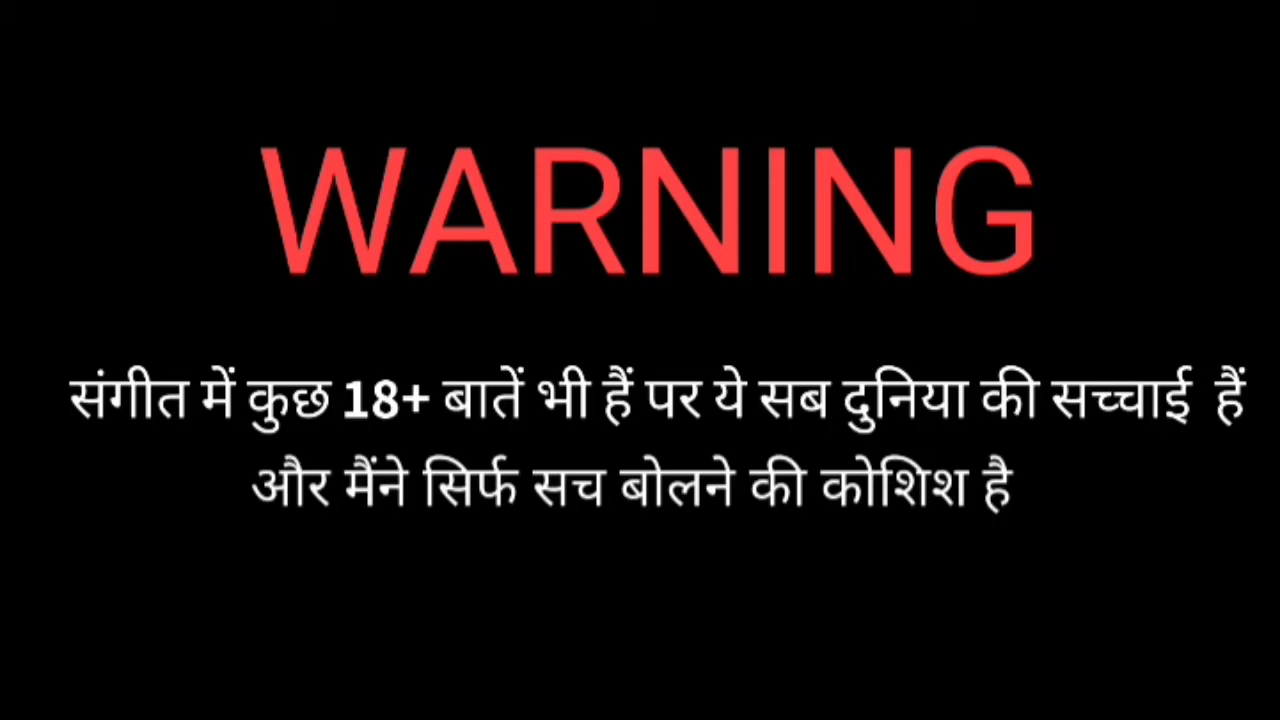 WARNING
संगीत में कुछ 18+ बातें भी हैं पर ये सब दुनिया की सच्चाई हैं
और मैंने सिर्फ सच बोलने की कोशिश है